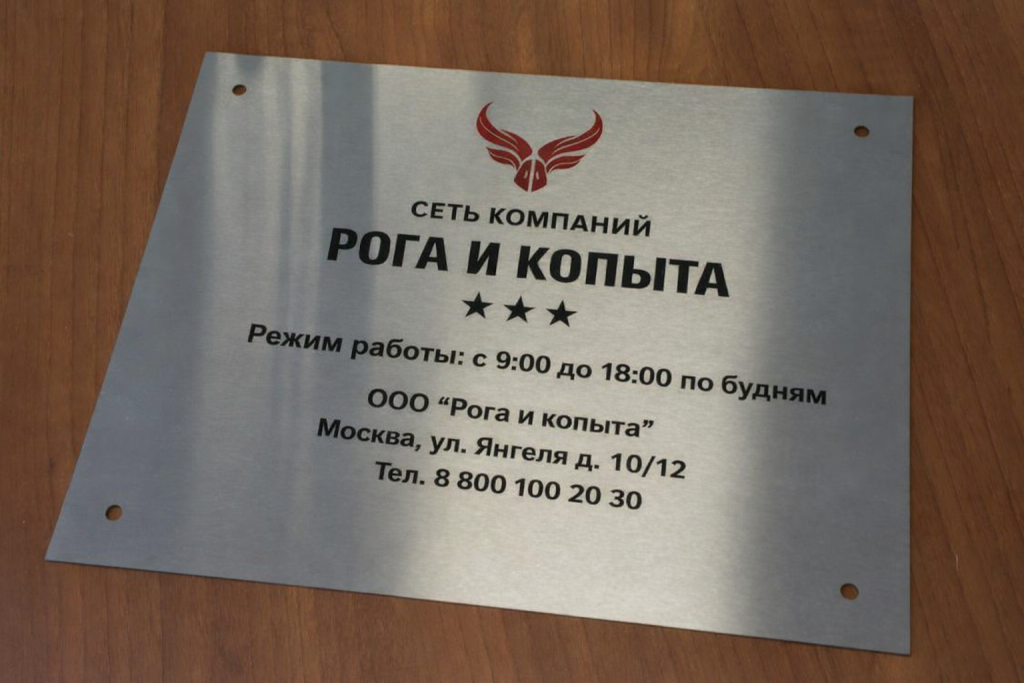 СЕТЬ КОМПАНИЙ
РОГА И КОПЫТА
★ ★ ★
Режим работы: с 9:00 до 18:00 по будням
ООО “Рога и копыта”
Москва, ул. Янгеля д. 10/12
Тел. 8 800 100 20 30